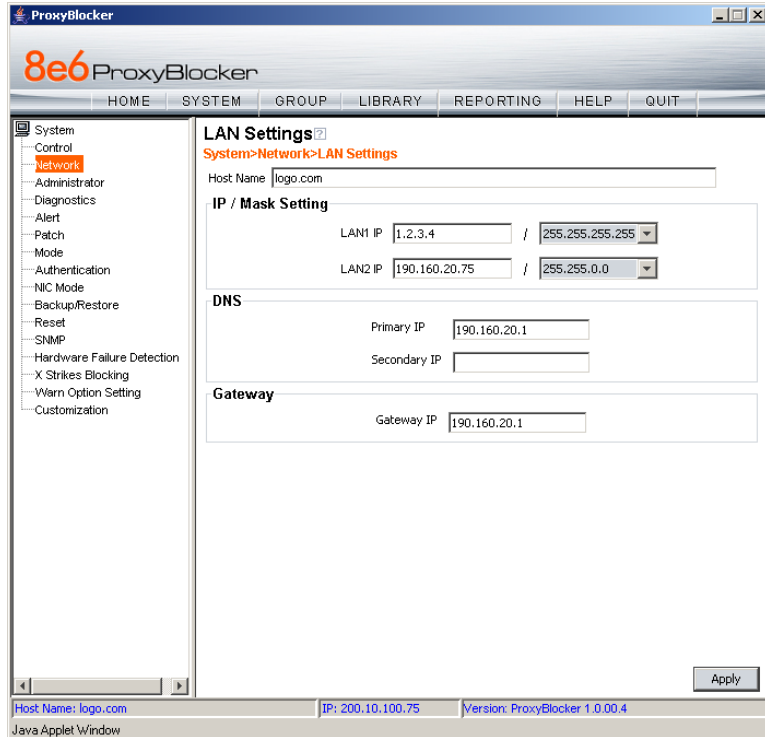 ProxyBlocker
8e6 ProxyBlocker
HOME SYSTEM GROUP LIBRARY REPORTING HELP QUIT
System
Control
Network
Administrator
Diagnostics
Alert
Patch
Mode
Authentication
NIC Mode
Backup/Restore
Reset
SNMP
Hardware Failure Detection
X Strikes Blocking
Warn Option Setting
Customization
LAN Settings ?
System>Network>LAN Settings
Host Name logo.com
IP / Mask Setting
LAN1 IP 1.2.3.4 / 255.255.255.255
LAN2 IP 190.160.20.75 / 255.255.0.0
DNS
Primary IP 190.160.20.1
Secondary IP
Gateway
Gateway IP 190.160.20.1
Apply
Host Name: logo.com IP: 200.10.100.75 Version: ProxyBlocker 1.0.00.4
Java Applet Window